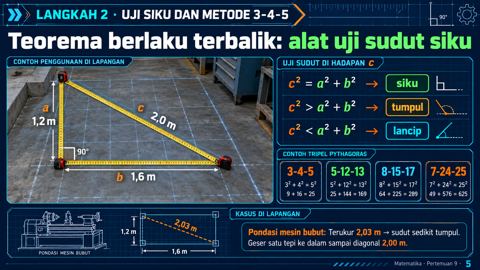 LANGKAH 2 · UJI SIKU DAN METODE 3-4-5
90°
Teorema berlaku terbalik: alat uji sudut siku
CONTOH PENGGUNAAN DI LAPANGAN
a
1,2 m
c
2,0 m
90°
b
1,6 m
UJI SUDUT DI HADAPAN C
c² = a² + b² → siku
c² > a² + b² → tumpul
c² < a² + b² → lancip
CONTOH TRIPEL PYTHAGORAS
3-4-5
3² + 4² = 5²
9 + 16 = 25
5-12-13
5² + 12² = 13²
25 + 144 = 169
8-15-17
8² + 15² = 17²
64 + 225 = 289
7-24-25
7² + 24² = 25²
49 + 576 = 625
PONDASI MESIN BUBUT
1,2 m
2,03 m
1,6 m
KASUS DI LAPANGAN
Pondasi mesin bubut: Terukur 2,03 m → sudut sedikit tumpul.
Geser satu tepi ke dalam sampai diagonal 2,00 m.
Matematika · Pertemuan 9 · 5